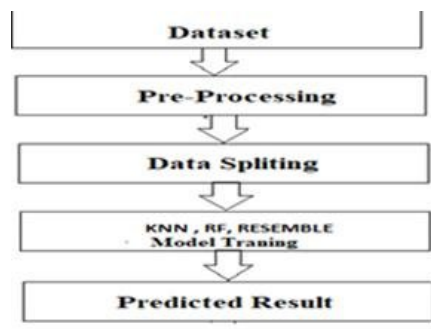 Dataset
Pre-Processing
Data Spliting
KNN , RF, RESEMBLE
Model Traning
Predicted Result